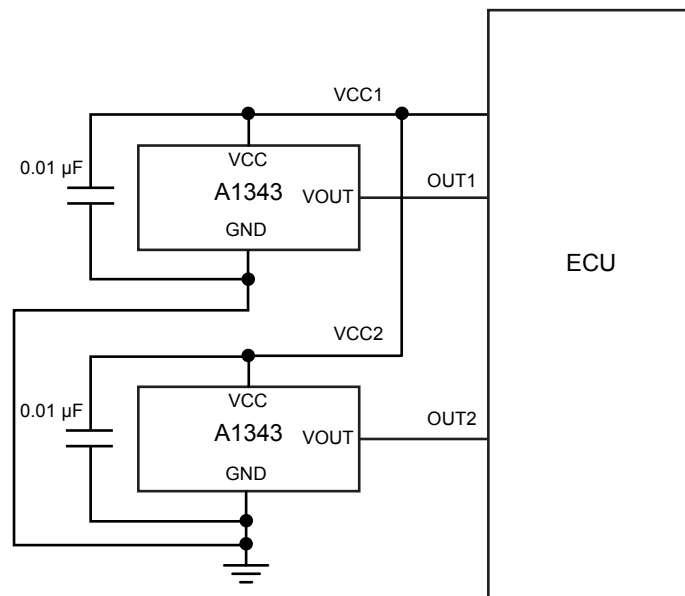 VCC1
0.01 µF
VCC
A1343
VOUT
GND
OUT1
ECU
VCC2
0.01 µF
VCC
A1343
VOUT
GND
OUT2